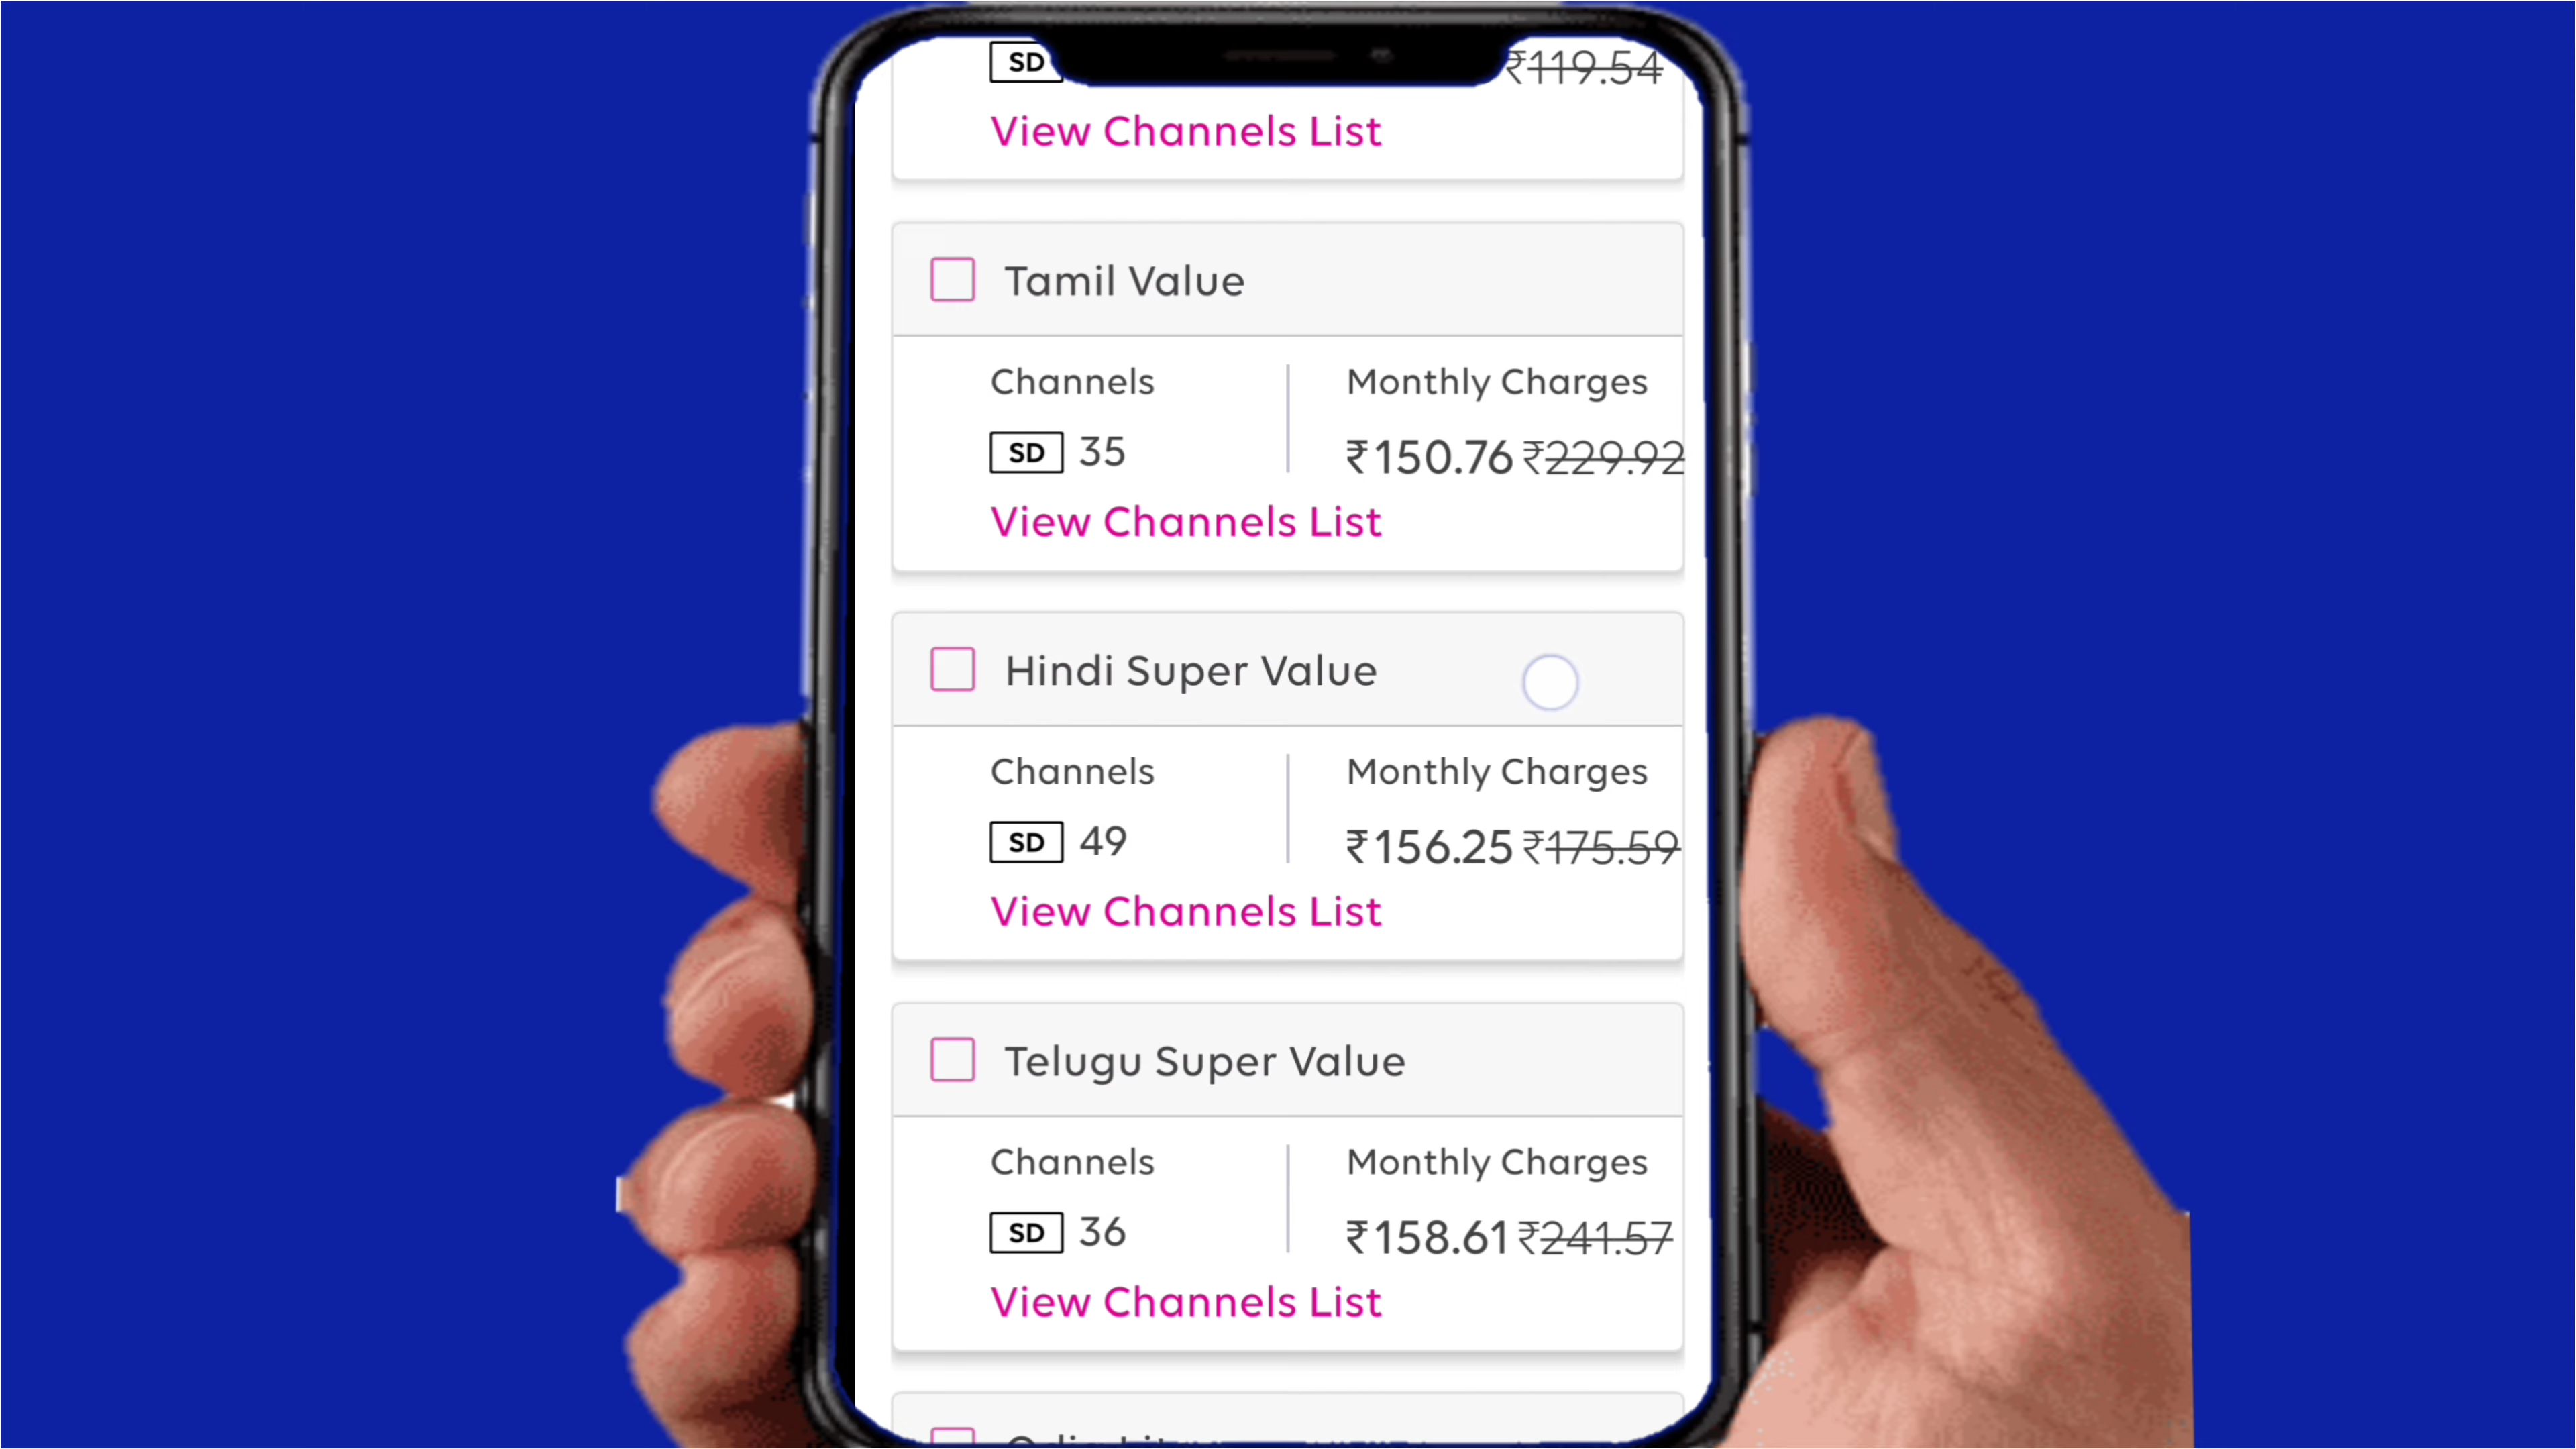 SD ₹119.54
View Channels List
Tamil Value
Channels Monthly Charges
SD 35 ₹150.76 ₹229.92
View Channels List
Hindi Super Value
Channels Monthly Charges
SD 49 ₹156.25 ₹175.59
View Channels List
Telugu Super Value
Channels Monthly Charges
SD 36 ₹158.61 ₹241.57
View Channels List